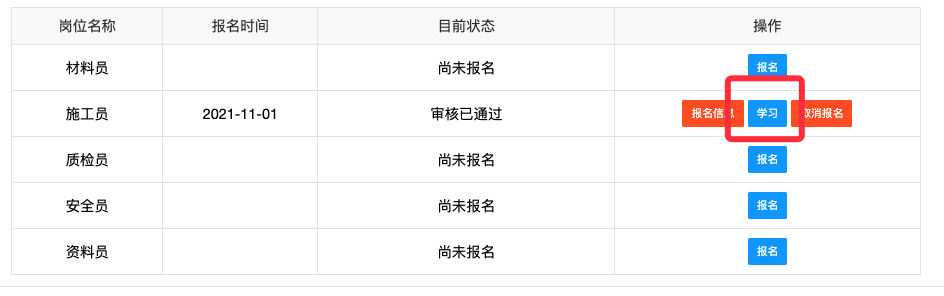 岗位名称 报名时间 目前状态 操作
材料员 尚未报名 报名
施工员 2021-11-01 审核已通过 报名信息 学习 取消报名
质检员 尚未报名 报名
安全员 尚未报名 报名
资料员 尚未报名 报名